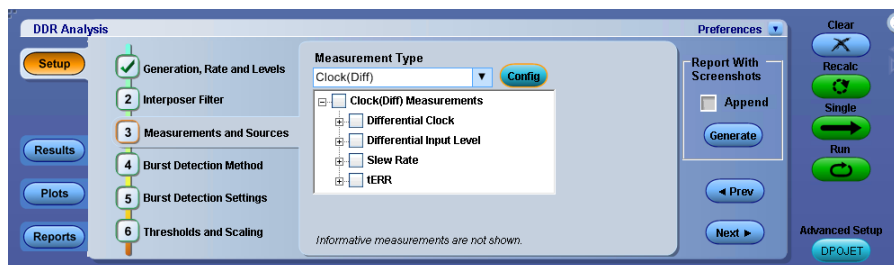 DDR Analysis
Preferences
Clear
Setup
Generation, Rate and Levels
2 Interposer Filter
3 Measurements and Sources
4 Burst Detection Method
5 Burst Detection Settings
6 Thresholds and Scaling
Results
Plots
Reports
Measurement Type
Clock(Diff)
Config
Clock(Diff) Measurements
Differential Clock
Differential Input Level
Slew Rate
tERR
Informative measurements are not shown.
Report With
Screenshots
Append
Generate
Prev
Next
Recalc
Single
Run
Advanced Setup
DPOJET